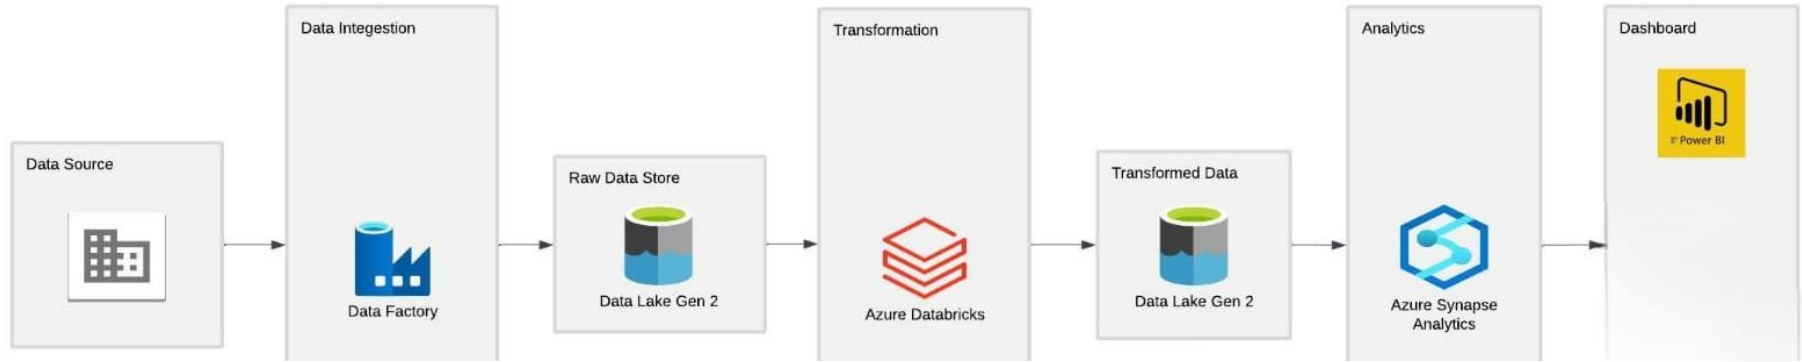 Data Source
Data Integestion
Data Factory
Raw Data Store
Data Lake Gen 2
Transformation
Azure Databricks
Transformed Data
Data Lake Gen 2
Analytics
Azure Synapse
Analytics
Dashboard
Power BI